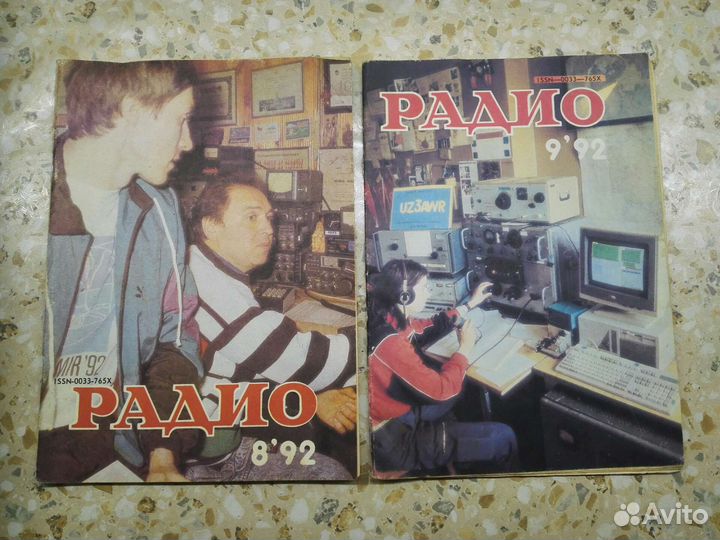 MIR '92
ISSN-0033-765X
РАДИО
8'92
ISSN—0033—765X
РАДИО
9'92
UZ3AWR
Avito